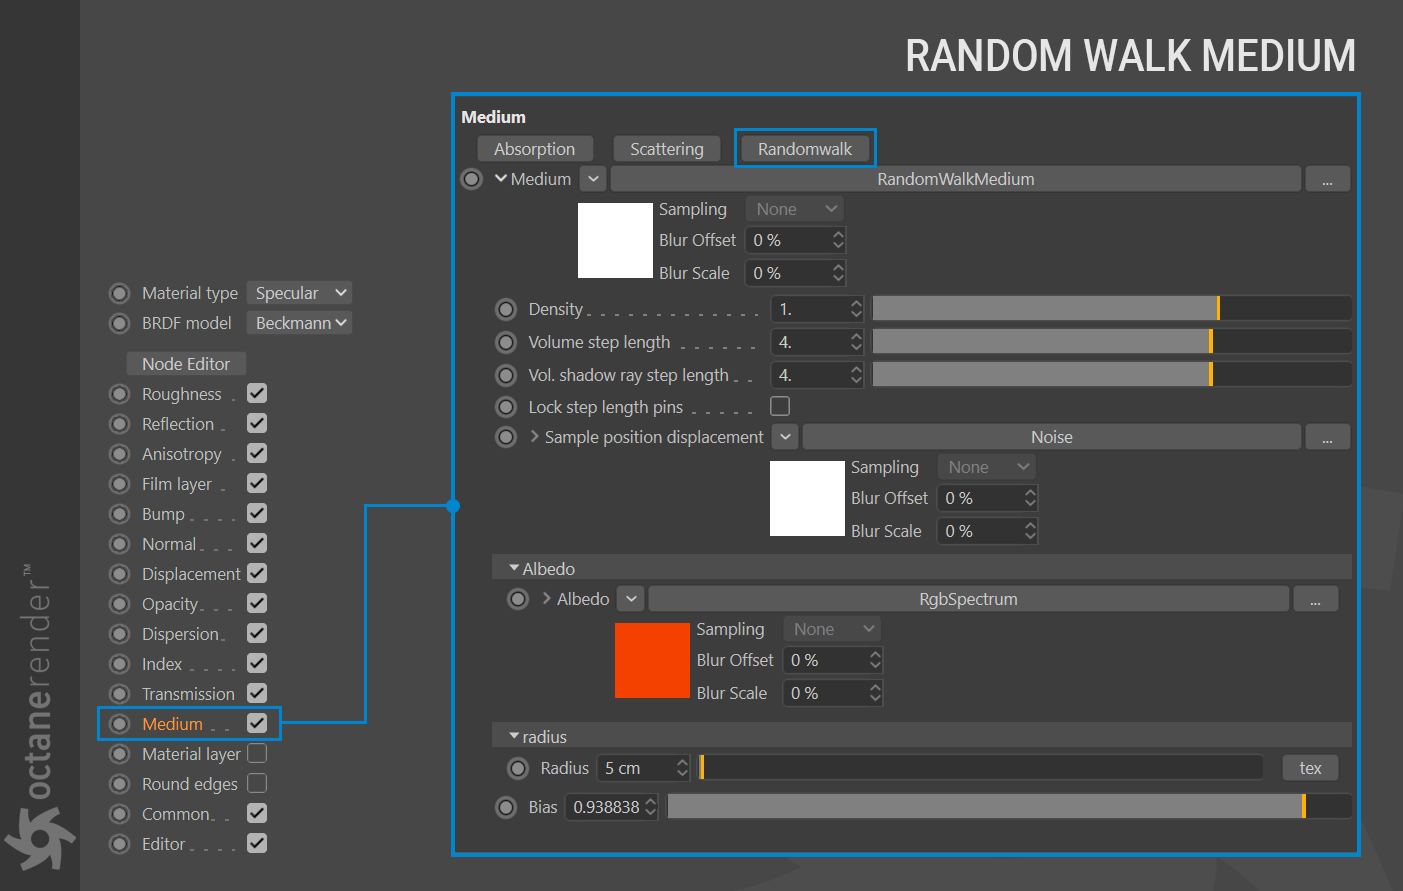 RANDOM WALK MEDIUM
Medium
Absorption Scattering Randomwalk
Medium RandomWalkMedium ...
Sampling None
Blur Offset 0 %
Blur Scale 0 %
Density 1.
Volume step length 4.
Vol. shadow ray step length 4.
Lock step length pins
Sample position displacement Noise ...
Sampling None
Blur Offset 0 %
Blur Scale 0 %
Albedo
Albedo RgbSpectrum ...
Sampling None
Blur Offset 0 %
Blur Scale 0 %
radius
Radius 5 cm tex
Bias 0.938838
Material type Specular
BRDF model Beckmann
Node Editor
Roughness
Reflection
Anisotropy
Film layer
Bump
Normal
Displacement
Opacity
Dispersion
Index
Transmission
Medium
Material layer
Round edges
Common
Editor
octanerender™